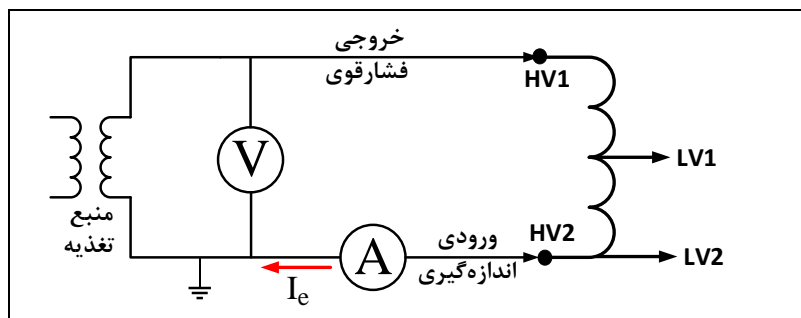 خروجی
فشارقوی
HV1
V
LV1
منبع
تغذیه
ورودی
اندازه‌گیری
HV2
A
LV2
Ie